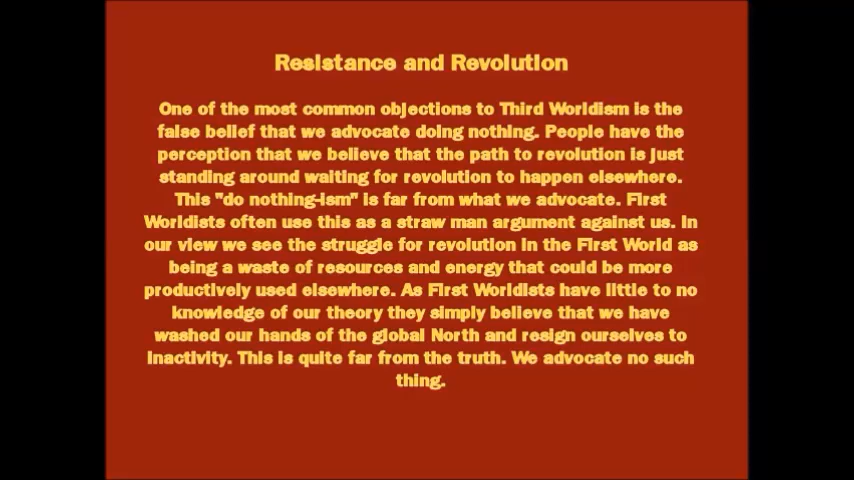 Resistance and Revolution
One of the most common objections to Third Worldism is the
false belief that we advocate doing nothing. People have the
perception that we believe that the path to revolution is just
standing around waiting for revolution to happen elsewhere.
This "do nothing-ism" is far from what we advocate. First
Worldists often use this as a straw man argument against us. In
our view we see the struggle for revolution in the First World as
being a waste of resources and energy that could be more
productively used elsewhere. As First Worldists have little to no
knowledge of our theory they simply believe that we have
washed our hands of the global North and resign ourselves to
inactivity. This is quite far from the truth. We advocate no such
thing.